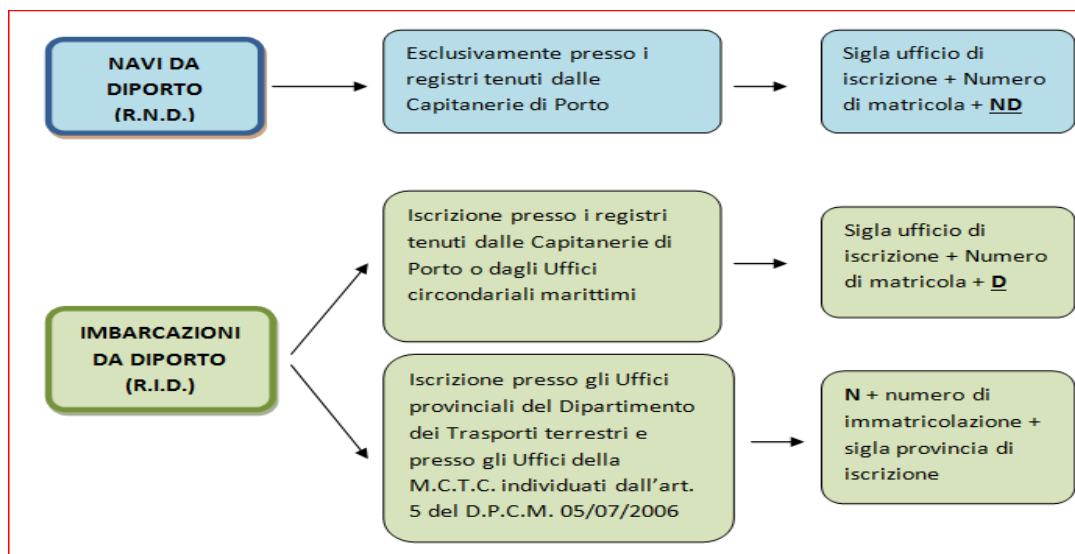 NAVI DA
DIPORTO
(R.N.D.)
Esclusivamente presso i
registri tenuti dalle
Capitanerie di Porto
Sigla ufficio di
iscrizione + Numero
di matricola + ND
IMBARCAZIONI
DA DIPORTO
(R.I.D.)
Iscrizione presso i registri
tenuti dalle Capitanerie di
Porto o dagli Uffici
circondariali marittimi
Sigla ufficio di
iscrizione + Numero
di matricola + D
Iscrizione presso gli Uffici
provinciali del Dipartimento
dei Trasporti terrestri e
presso gli Uffici della
M.C.T.C. individuati dall'art.
5 del D.P.C.M. 05/07/2006
N + numero di
immatricolazione +
sigla provincia di
iscrizione